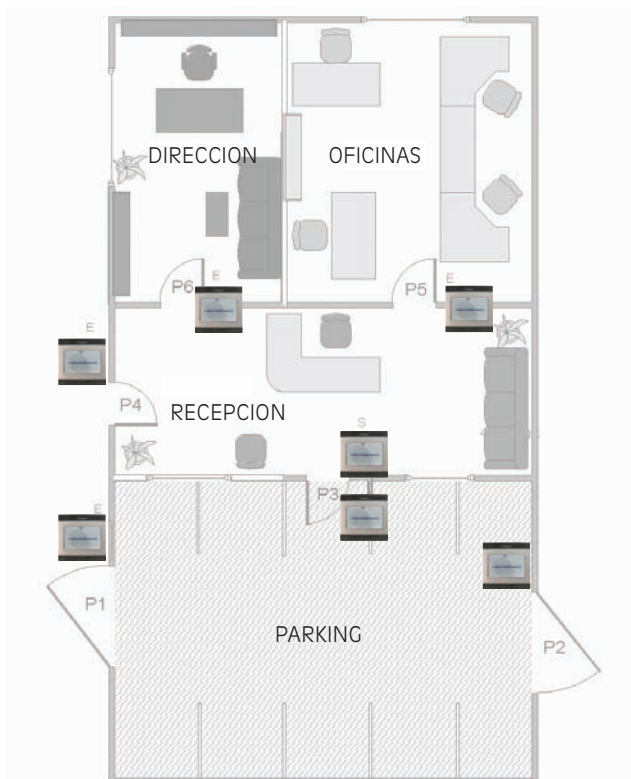 DIRECCION
OFICINAS
P6
E
P5
E
E
P4
RECEPCION
S
P3
E
P1
P2
PARKING